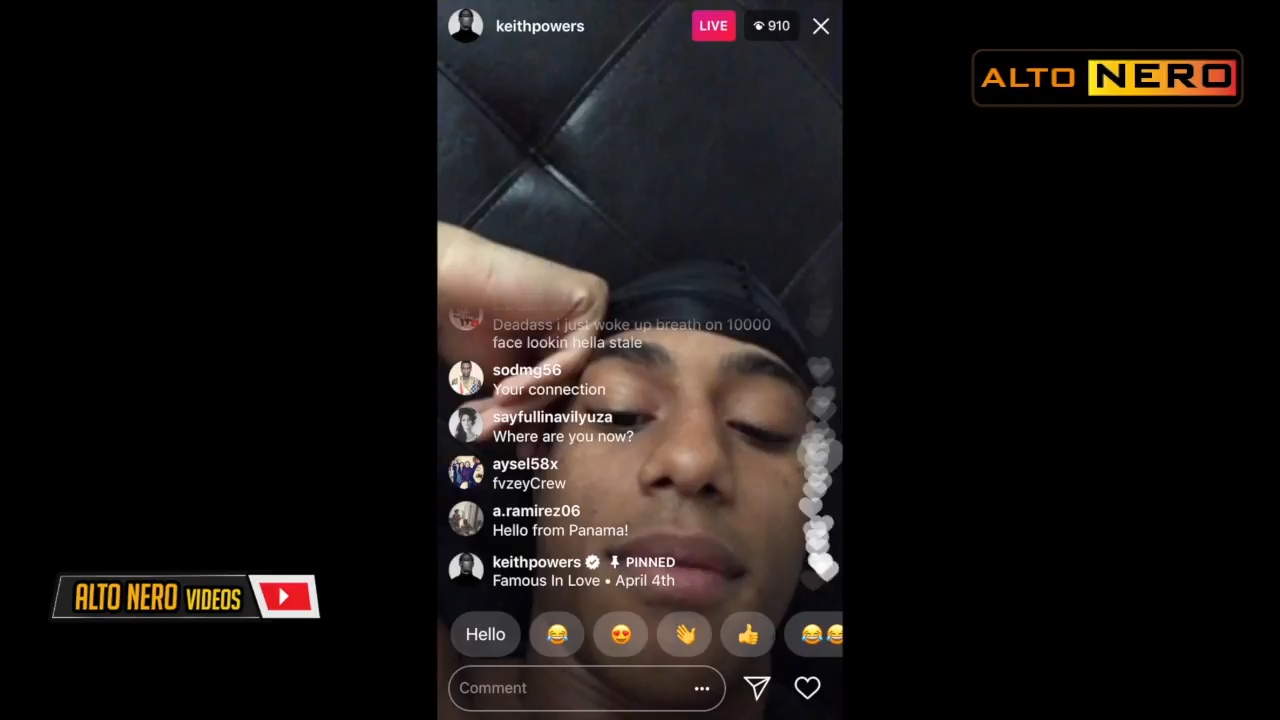 keithpowers
LIVE
910
ALTO NERO
Deadass i just woke up breath on 10000
face lookin hella stale
sodmg56
Your connection
sayfullinavilyuza
Where are you now?
aysel58x
fvzeyCrew
a.ramirez06
Hello from Panama!
keithpowers PINNED
Famous In Love • April 4th
ALTO NERO VIDEOS
Hello 😂 😍 👋 👍 😂😂
Comment